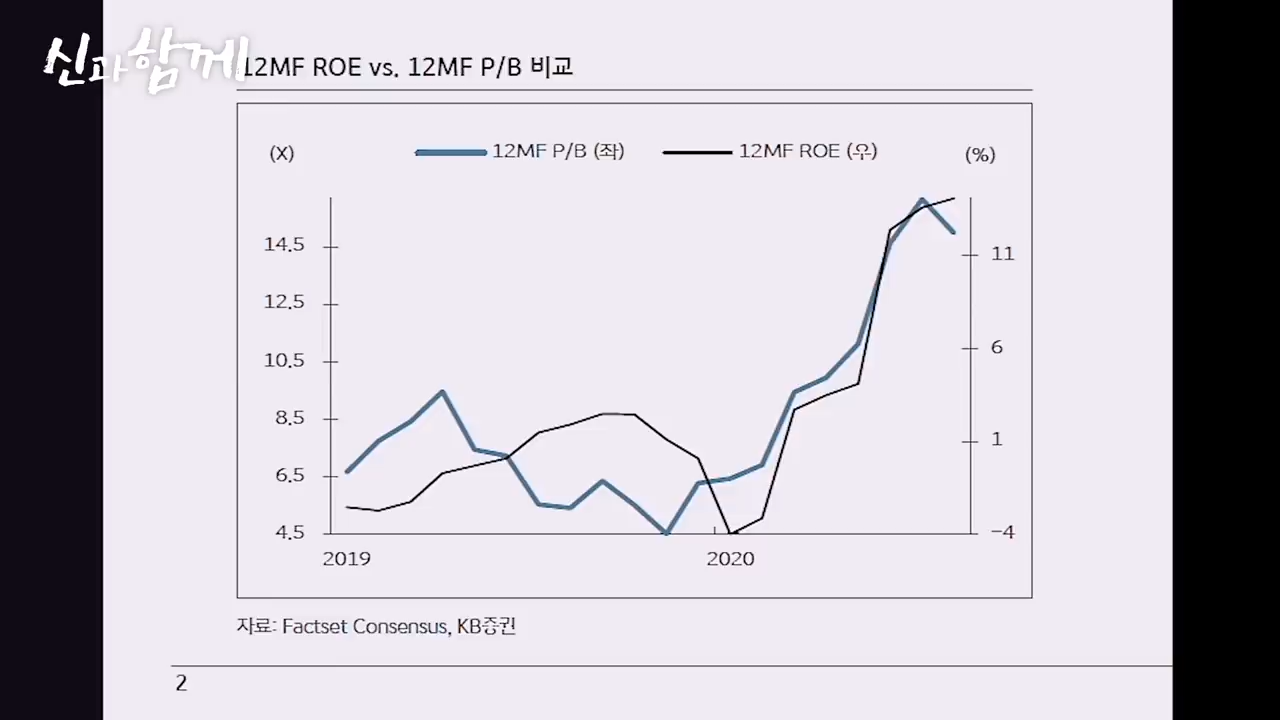 신과함께
12MF ROE vs. 12MF P/B 비교
(X)
12MF P/B (좌)
12MF ROE (우)
(%)
14.5
12.5
10.5
8.5
6.5
4.5
11
6
1
-4
2019
2020
자료: Factset Consensus, KB증권
2